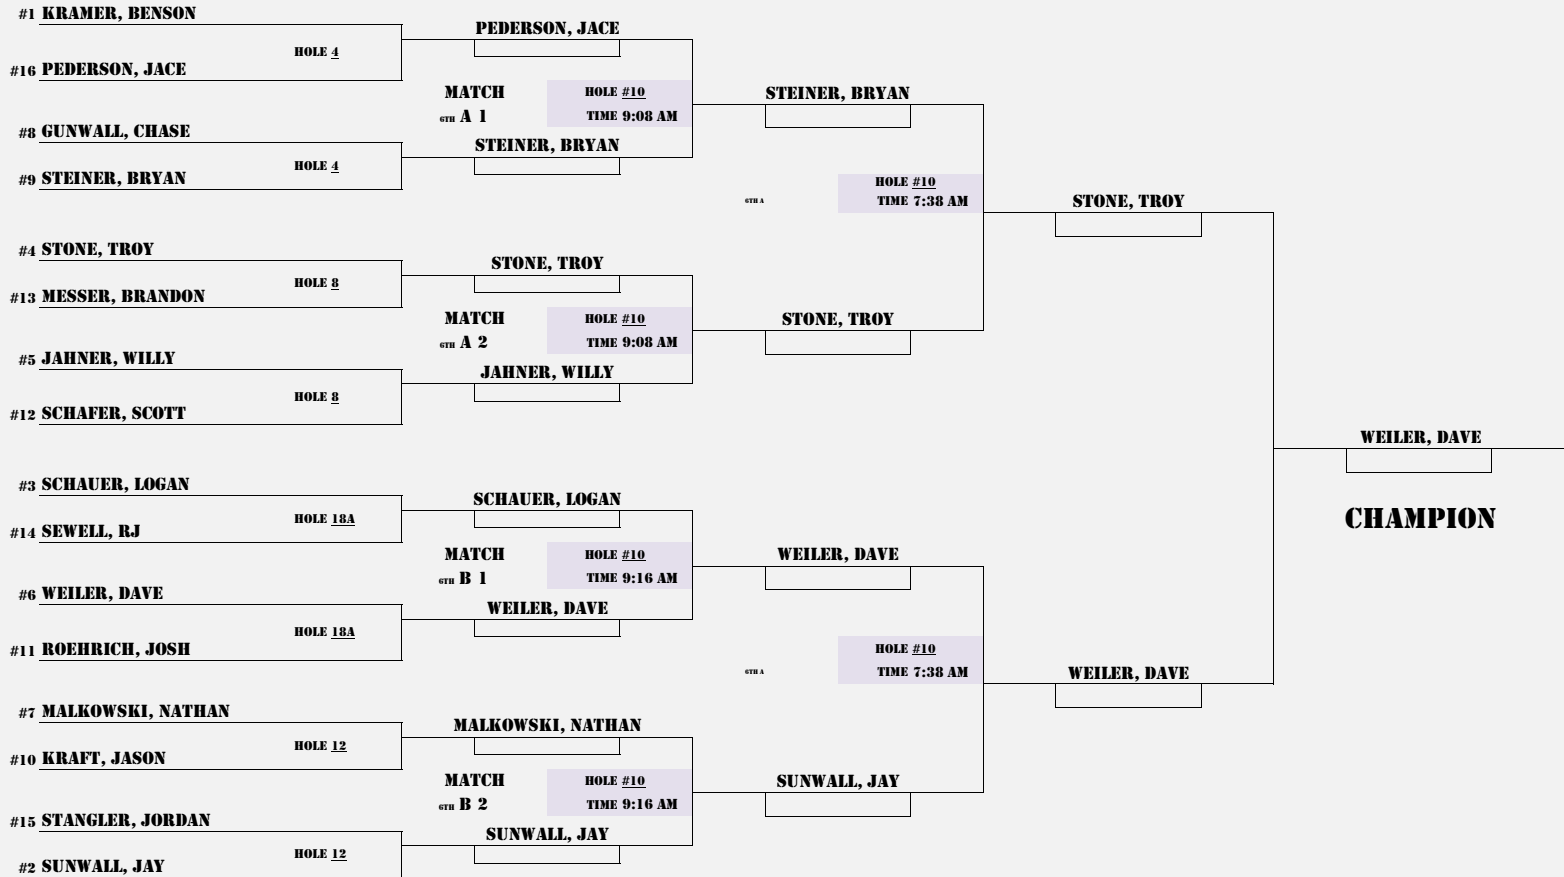 #1 KRAMER, BENSON
HOLE 4
#16 PEDERSON, JACE
#8 GUNWALL, CHASE
HOLE 4
#9 STEINER, BRYAN
#4 STONE, TROY
HOLE 8
#13 MESSER, BRANDON
#5 JAHNER, WILLY
HOLE 8
#12 SCHAFER, SCOTT
#3 SCHAUER, LOGAN
HOLE 18A
#14 SEWELL, RJ
#6 WEILER, DAVE
HOLE 18A
#11 ROEHRICH, JOSH
#7 MALKOWSKI, NATHAN
HOLE 12
#10 KRAFT, JASON
#15 STANGLER, JORDAN
HOLE 12
#2 SUNWALL, JAY
PEDERSON, JACE
MATCH HOLE #10
6TH A 1 TIME 9:08 AM
STEINER, BRYAN
STONE, TROY
MATCH HOLE #10
6TH A 2 TIME 9:08 AM
JAHNER, WILLY
SCHAUER, LOGAN
MATCH HOLE #10
6TH B 1 TIME 9:16 AM
WEILER, DAVE
MALKOWSKI, NATHAN
MATCH HOLE #10
6TH B 2 TIME 9:16 AM
SUNWALL, JAY
STEINER, BRYAN
HOLE #10
6TH A TIME 7:38 AM
STONE, TROY
WEILER, DAVE
HOLE #10
6TH A TIME 7:38 AM
SUNWALL, JAY
STONE, TROY
WEILER, DAVE
WEILER, DAVE
CHAMPION